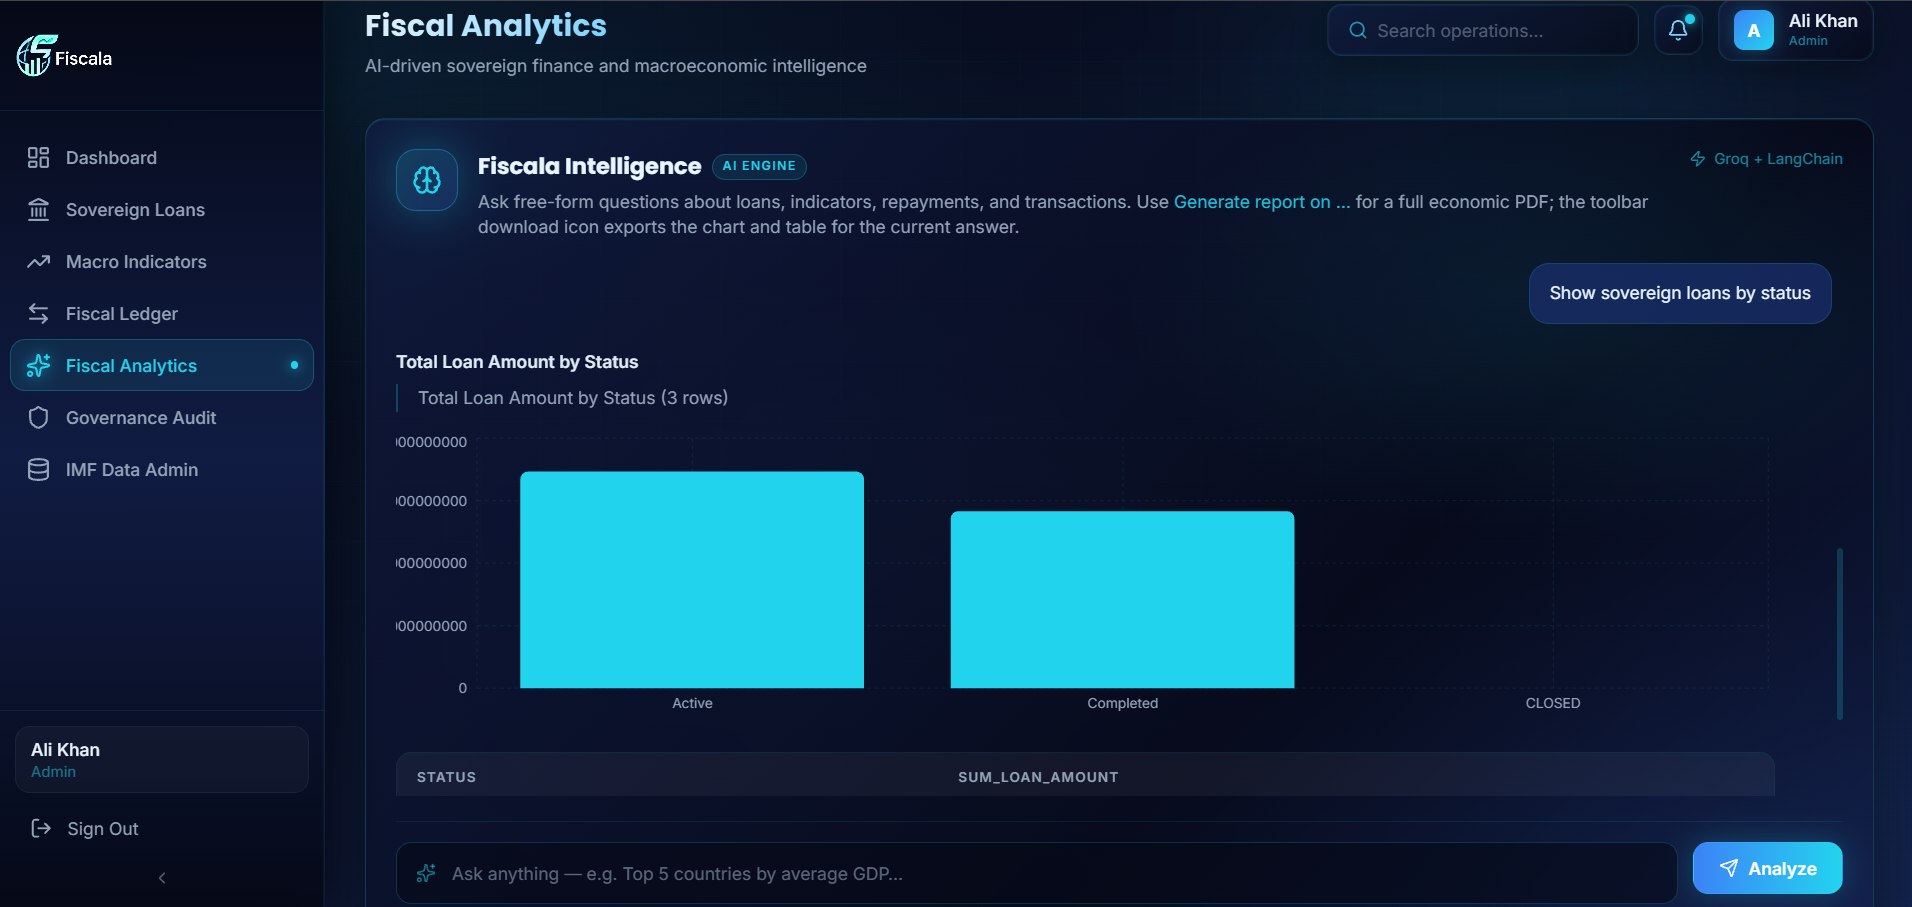 Fiscala
Dashboard
Sovereign Loans
Macro Indicators
Fiscal Ledger
Fiscal Analytics
Governance Audit
IMF Data Admin
Ali Khan
Admin
Sign Out
Fiscal Analytics
AI-driven sovereign finance and macroeconomic intelligence
Search operations...
A
Ali Khan
Admin
Fiscala Intelligence
AI ENGINE
Groq + LangChain
Ask free-form questions about loans, indicators, repayments, and transactions. Use Generate report on ... for a full economic PDF; the toolbar
download icon exports the chart and table for the current answer.
Show sovereign loans by status
Total Loan Amount by Status
Total Loan Amount by Status (3 rows)
000000000
000000000
000000000
000000000
0
Active
Completed
CLOSED
STATUS
SUM_LOAN_AMOUNT
Ask anything — e.g. Top 5 countries by average GDP...
Analyze